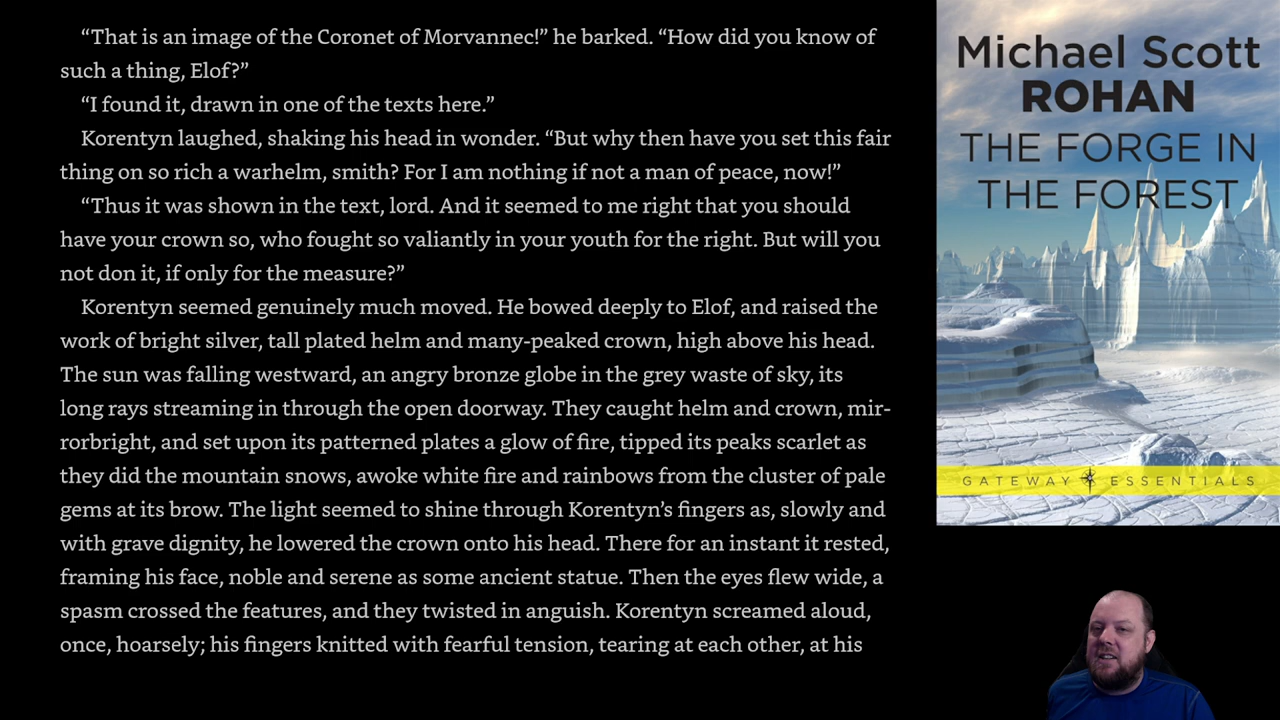 “That is an image of the Coronet of Morvannec!” he barked. “How did you know of
such a thing, Elof?”
“I found it, drawn in one of the texts here.”
Korentyn laughed, shaking his head in wonder. “But why then have you set this fair
thing on so rich a warhelm, smith? For I am nothing if not a man of peace, now!”
“Thus it was shown in the text, lord. And it seemed to me right that you should
have your crown so, who fought so valiantly in your youth for the right. But will you
not don it, if only for the measure?”
Korentyn seemed genuinely much moved. He bowed deeply to Elof, and raised the
work of bright silver, tall plated helm and many-peaked crown, high above his head.
The sun was falling westward, an angry bronze globe in the grey waste of sky, its
long rays streaming in through the open doorway. They caught helm and crown, mir-
rorbright, and set upon its patterned plates a glow of fire, tipped its peaks scarlet as
they did the mountain snows, awoke white fire and rainbows from the cluster of pale
gems at its brow. The light seemed to shine through Korentyn’s fingers as, slowly and
with grave dignity, he lowered the crown onto his head. There for an instant it rested,
framing his face, noble and serene as some ancient statue. Then the eyes flew wide, a
spasm crossed the features, and they twisted in anguish. Korentyn screamed aloud,
once, hoarsely; his fingers knitted with fearful tension, tearing at each other, at his
Michael Scott
ROHAN
THE FORGE IN
THE FOREST
GATEWAY ESSENTIALS